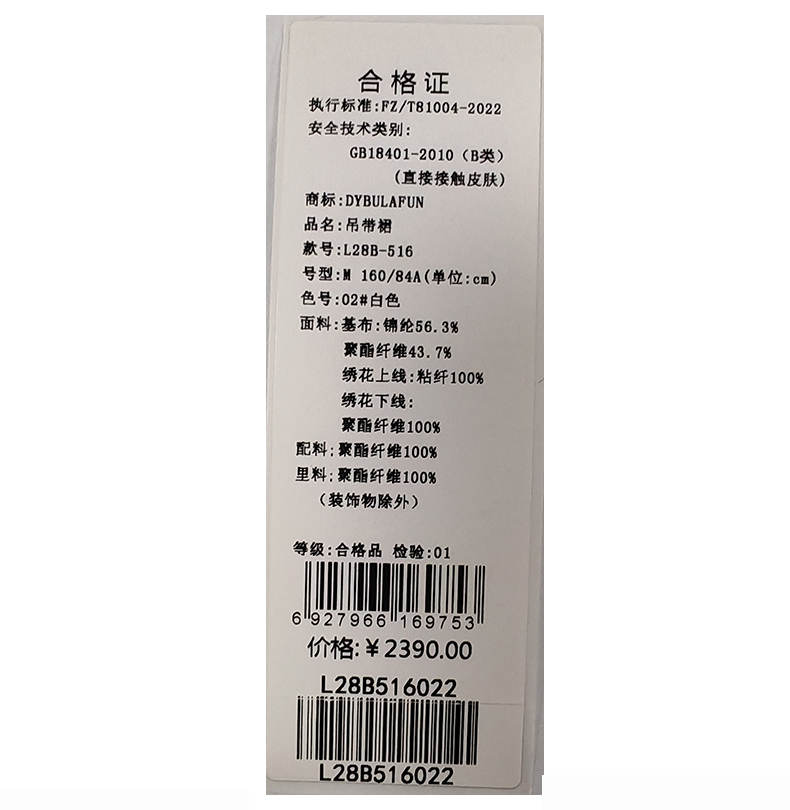 合格证
执行标准:FZ/T81004-2022
安全技术类别:
GB18401-2010（B类）
(直接接触皮肤)
商标:DYBULAFUN
品名:吊带裙
款号:L28B-516
号型:M 160/84A(单位:cm)
色号:02#白色
面料:基布:锦纶56.3%
聚酯纤维43.7%
绣花上线:粘纤100%
绣花下线:
聚酯纤维100%
配料:聚酯纤维100%
里料:聚酯纤维100%
（装饰物除外）
等级:合格品 检验:01
6 927966 169753
价格:￥2390.00
L28B516022
L28B516022